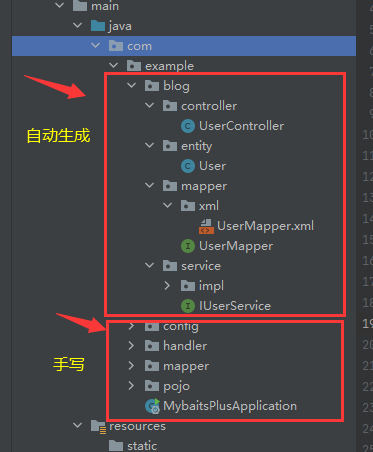 main
java
com
example
blog
controller
UserController
自动生成
entity
User
mapper
xml
UserMapper.xml
UserMapper
service
impl
IUserService
config
handler
手写
mapper
pojo
MybaitsPlusApplication
resources
static
19
20
21
22
23
24
25